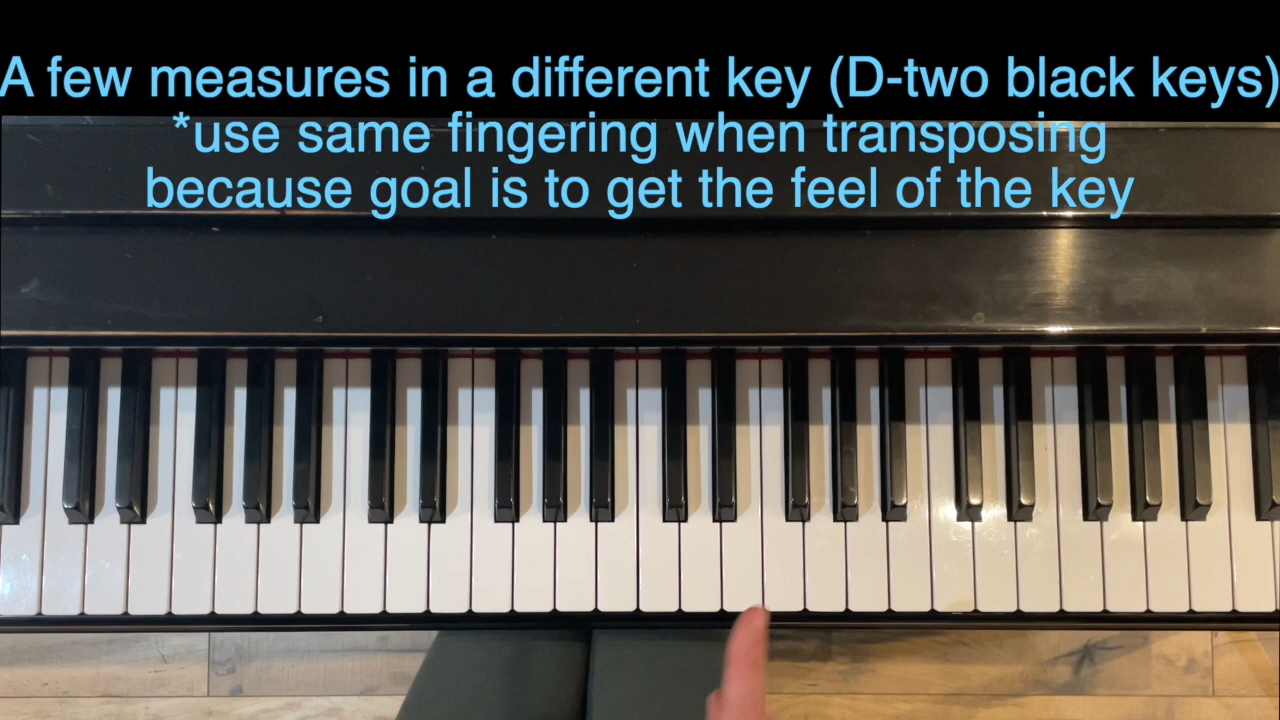 A few measures in a different key (D-two black keys)
*use same fingering when transposing
because goal is to get the feel of the key